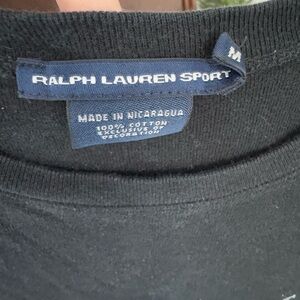 RALPH LAUREN SPORT
M
MADE IN NICARAGUA
100% COTTON
EXCLUSIVE OF
DECORATION